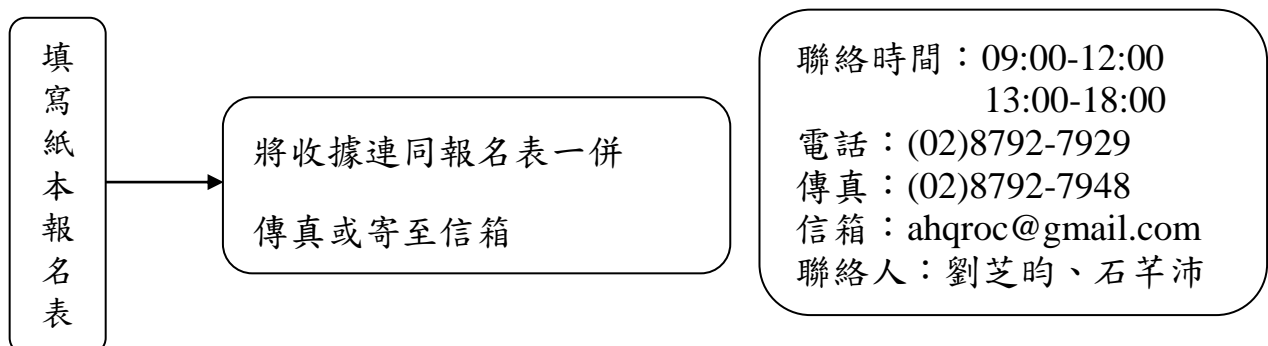 填寫紙本報名表
將收據連同報名表一併
傳真或寄至信箱
聯絡時間：09:00-12:00
13:00-18:00
電話：(02)8792-7929
傳真：(02)8792-7948
信箱：ahqroc@gmail.com
聯絡人：劉芝昀、石芊沛